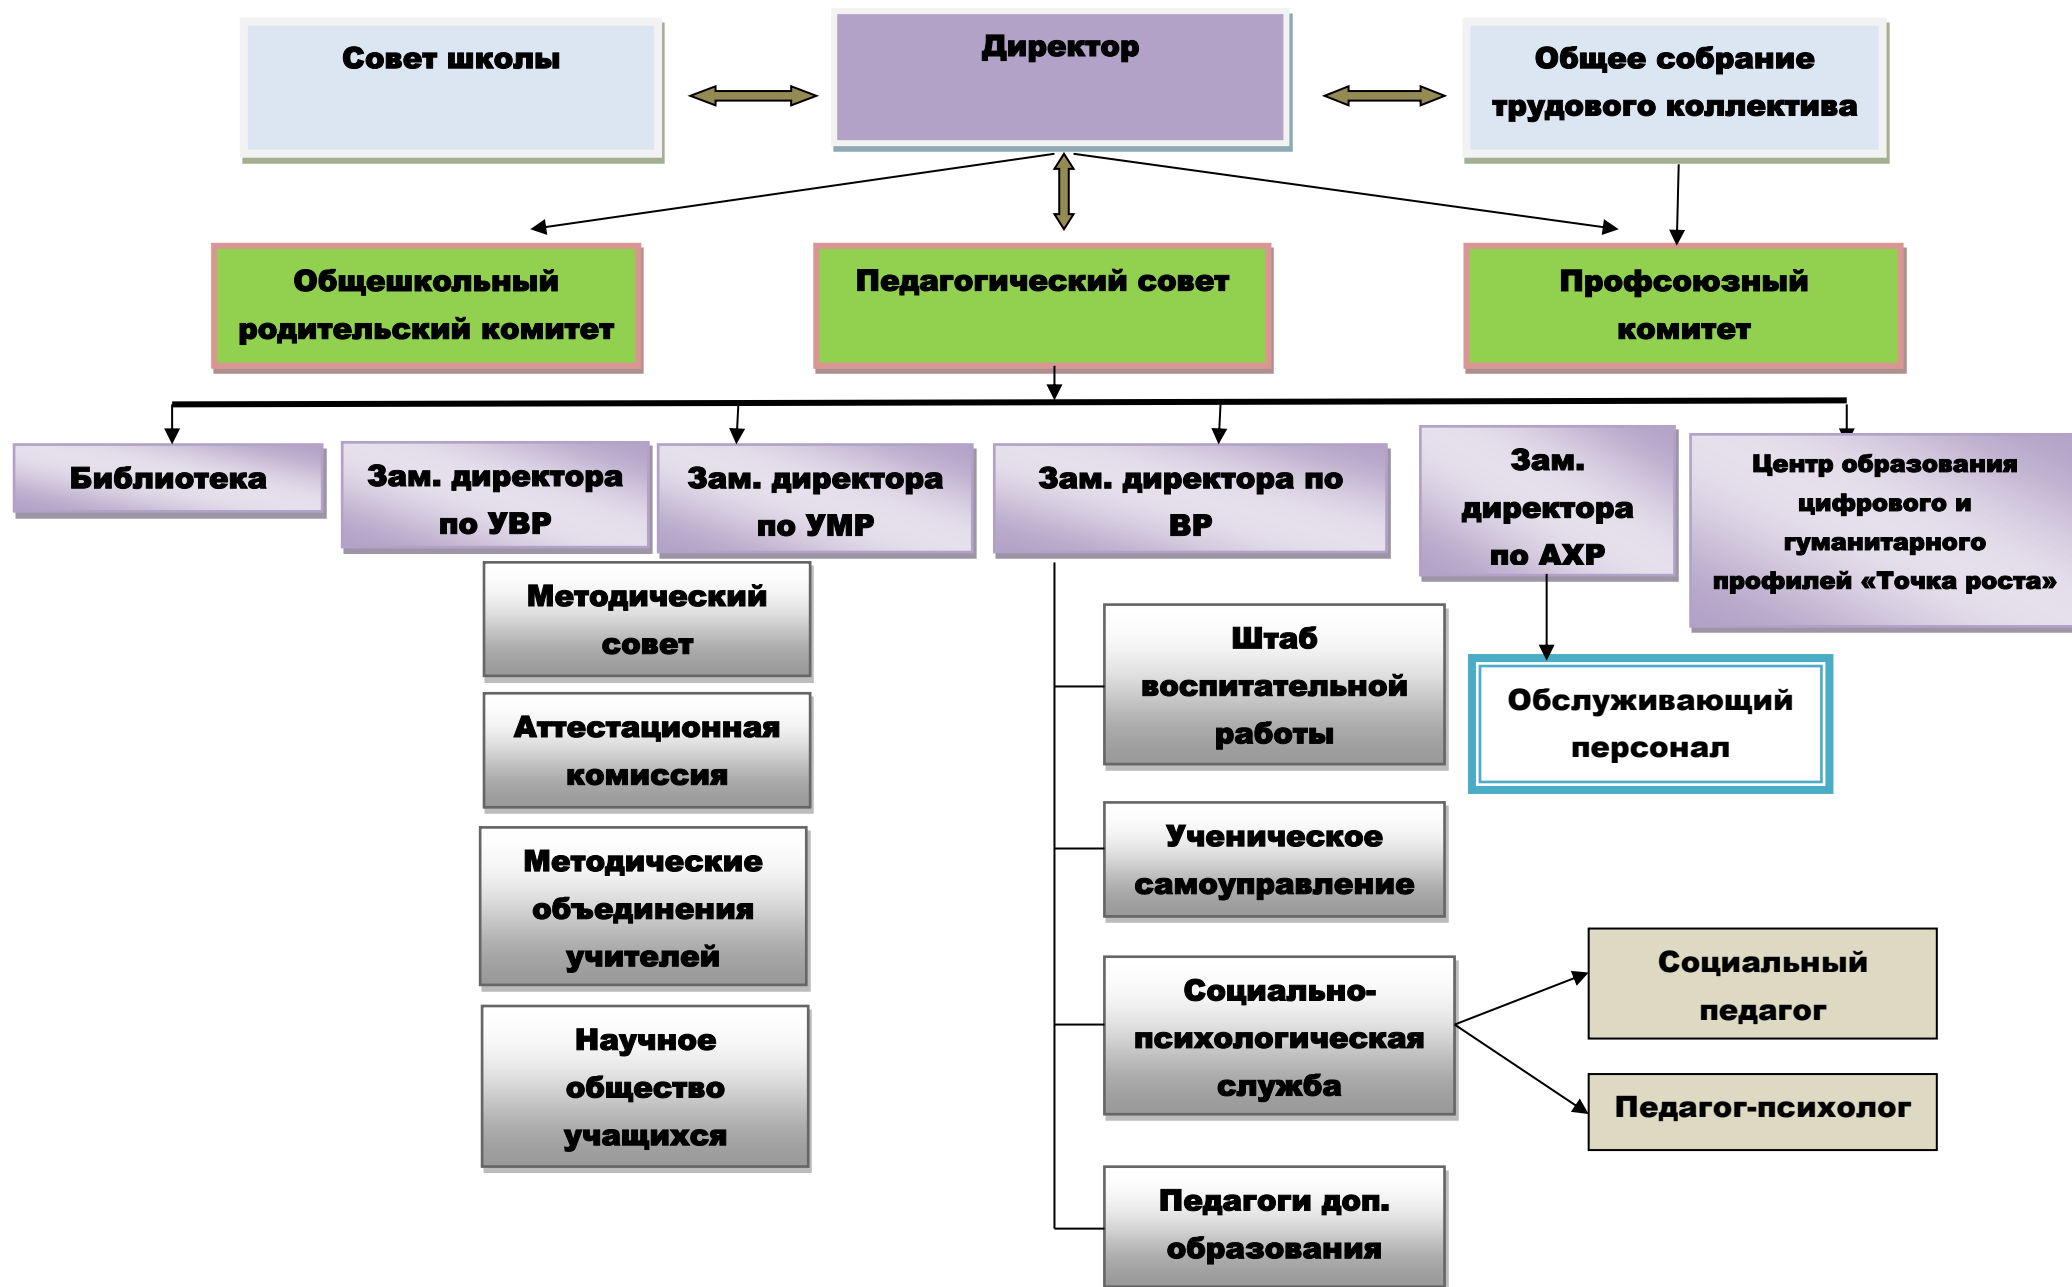 Совет школы
Директор
Общее собрание
трудового коллектива
Общешкольный
родительский комитет
Педагогический совет
Профсоюзный
комитет
Библиотека
Зам. директора
по УВР
Зам. директора
по УМР
Зам. директора по
ВР
Зам.
директора
по АХР
Центр образования
цифрового и
гуманитарного
профилей «Точка роста»
Методический
совет
Аттестационная
комиссия
Методические
объединения
учителей
Научное
общество
учащихся
Штаб
воспитательной
работы
Ученическое
самоуправление
Социально-
психологическая
служба
Педагоги доп.
образования
Обслуживающий
персонал
Социальный
педагог
Педагог-психолог